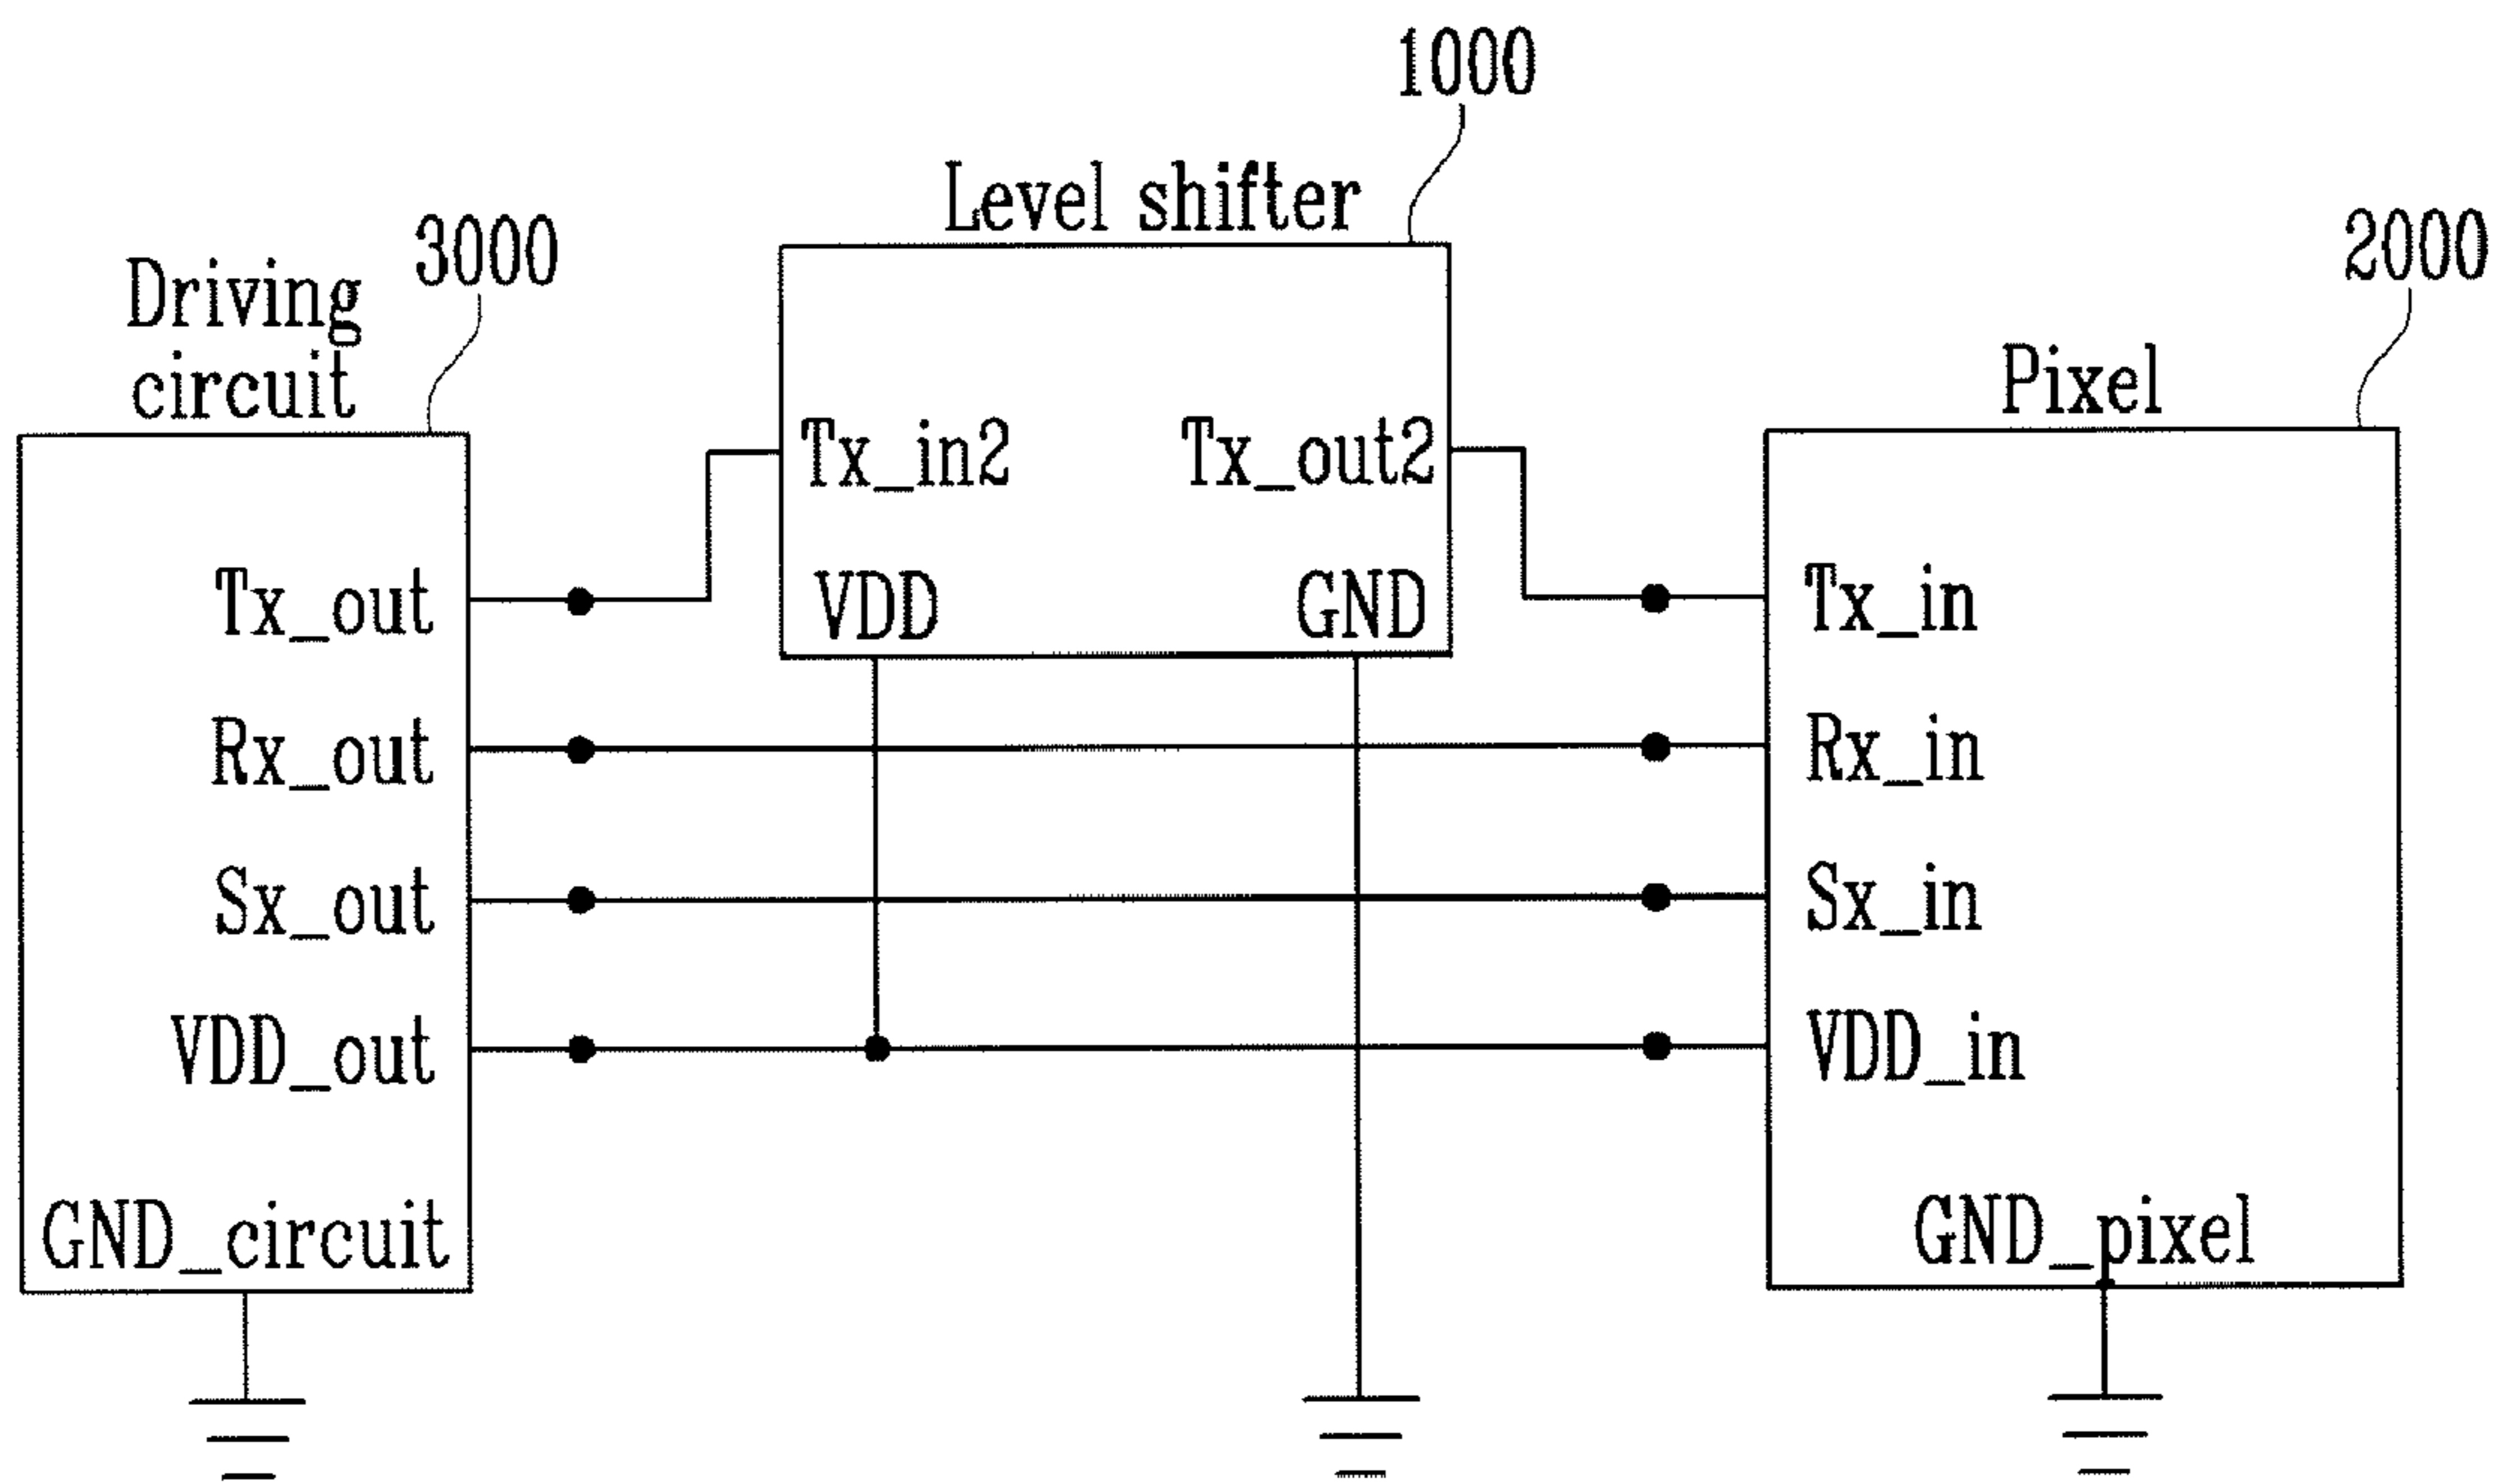 1000
Level shifter
3000
2000
Driving
circuit
Pixel
Tx_in2
Tx_out2
VDD
GND
Tx_out
Tx_in
Rx_out
Rx_in
Sx_out
Sx_in
VDD_out
VDD_in
GND_circuit
GND_pixel